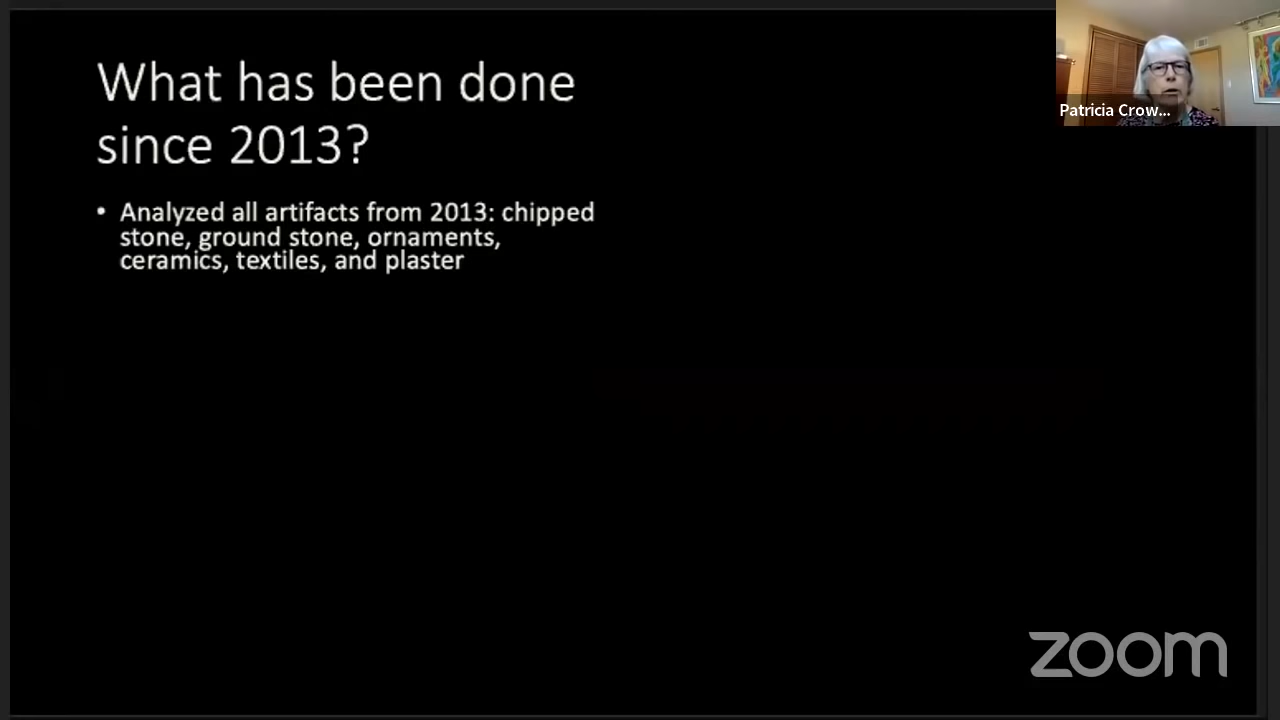 What has been done
since 2013?
• Analyzed all artifacts from 2013: chipped
stone, ground stone, ornaments,
ceramics, textiles, and plaster
Patricia Crow...
zoom